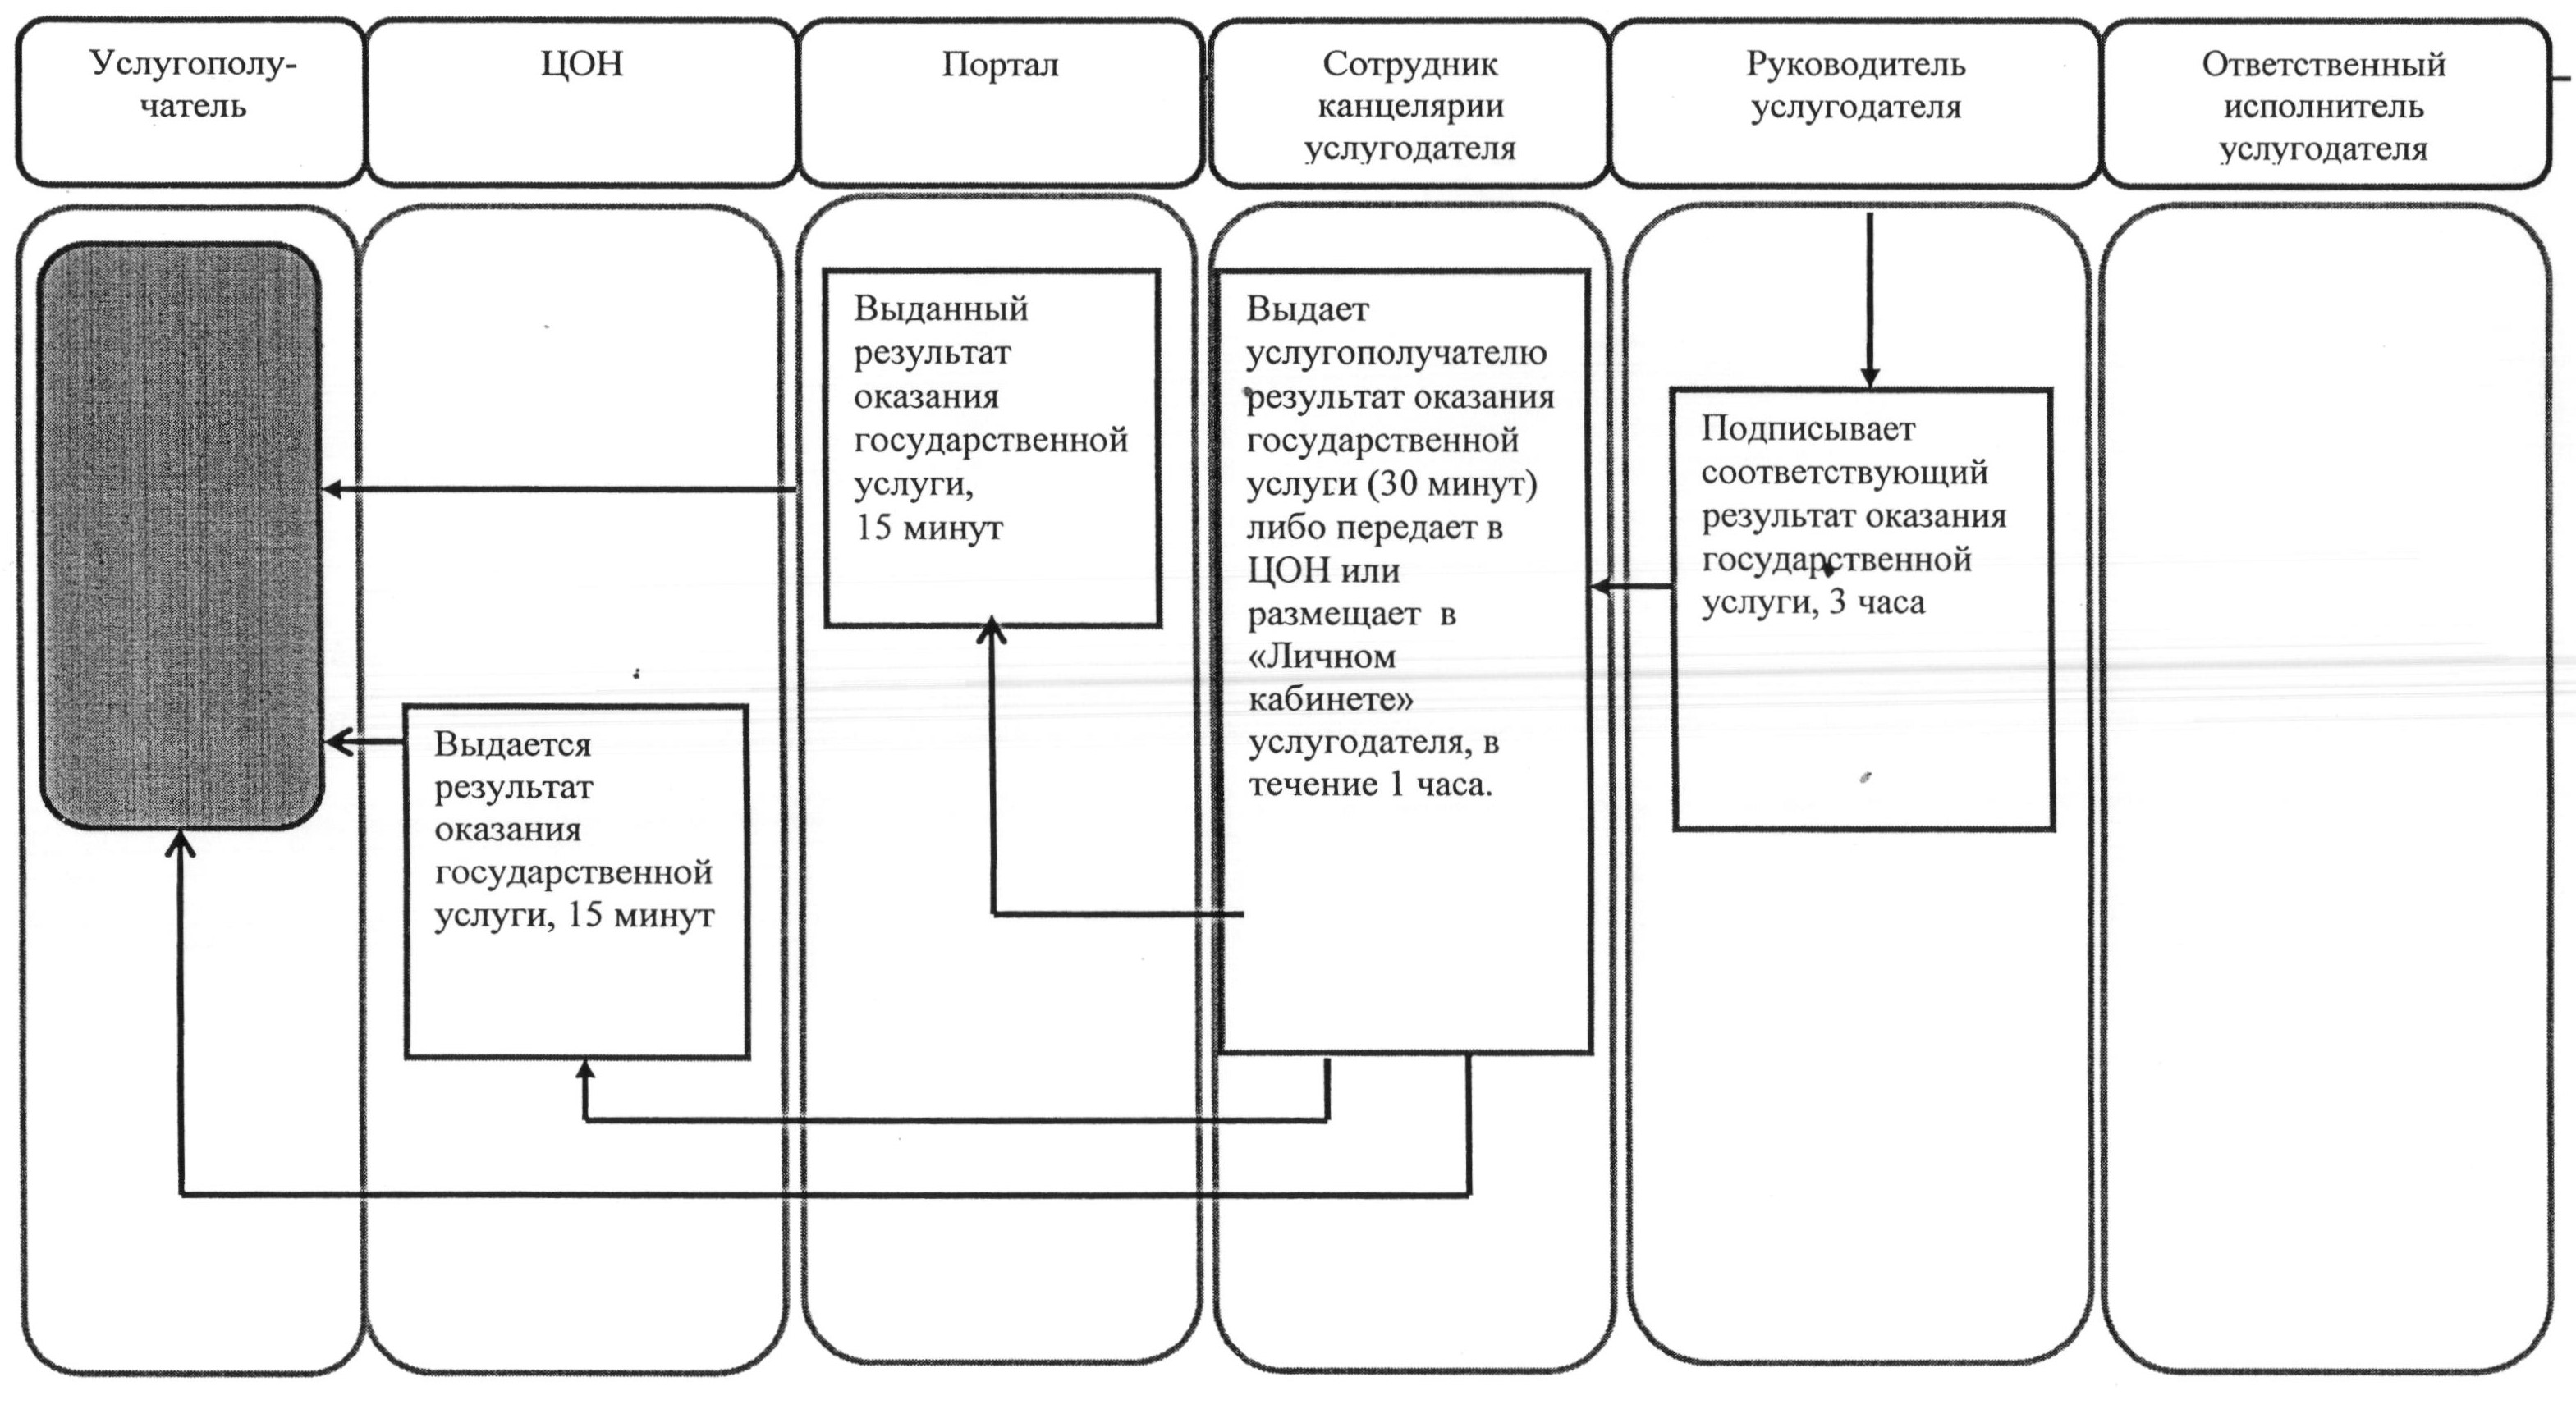 Услугополу-
чатель
ЦОН
Портал
Сотрудник
канцелярии
услугодателя
Руководитель
услугодателя
Ответственный
исполнитель
услугодателя
Выданный
результат
оказания
государственной
услуги,
15 минут
Выдает
услугополучателю
результат оказания
государственной
услуги (30 минут)
либо передает в
ЦОН или
размещает в
«Личном
кабинете»
услугодателя, в
течение 1 часа.
Подписывает
соответствующий
результат оказания
государственной
услуги, 3 часа
Выдается
результат
оказания
государственной
услуги, 15 минут